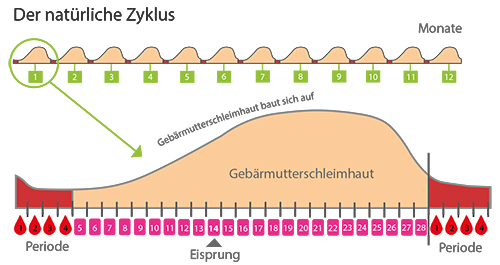 Der natürliche Zyklus
Monate
1 2 3 4 5 6 7 8 9 10 11 12
Gebärmutterschleimhaut baut sich auf
Gebärmutterschleimhaut
1 2 3 4 5 6 7 8 9 10 11 12 13 14 15 16 17 18 19 20 21 22 23 24 25 26 27 28 1 2 3 4
Periode Periode
Eisprung